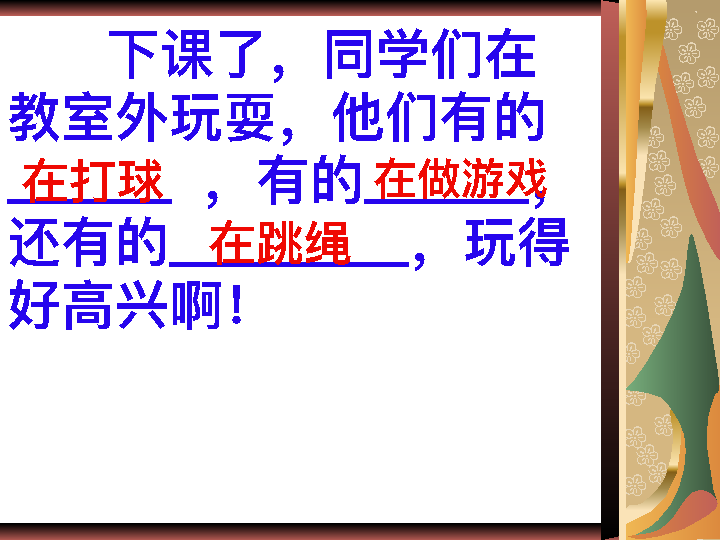 下课了，同学们在
教室外玩耍，他们有的
在打球，有的在做游戏，
还有的在跳绳，玩得
好高兴啊！